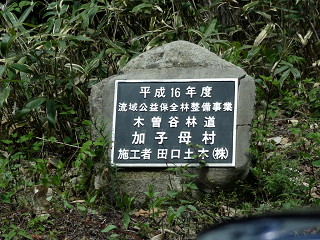 平成16年度
流域公益保全林整備事業
木曽谷林道
加子母村
施工者 田口土木(株)